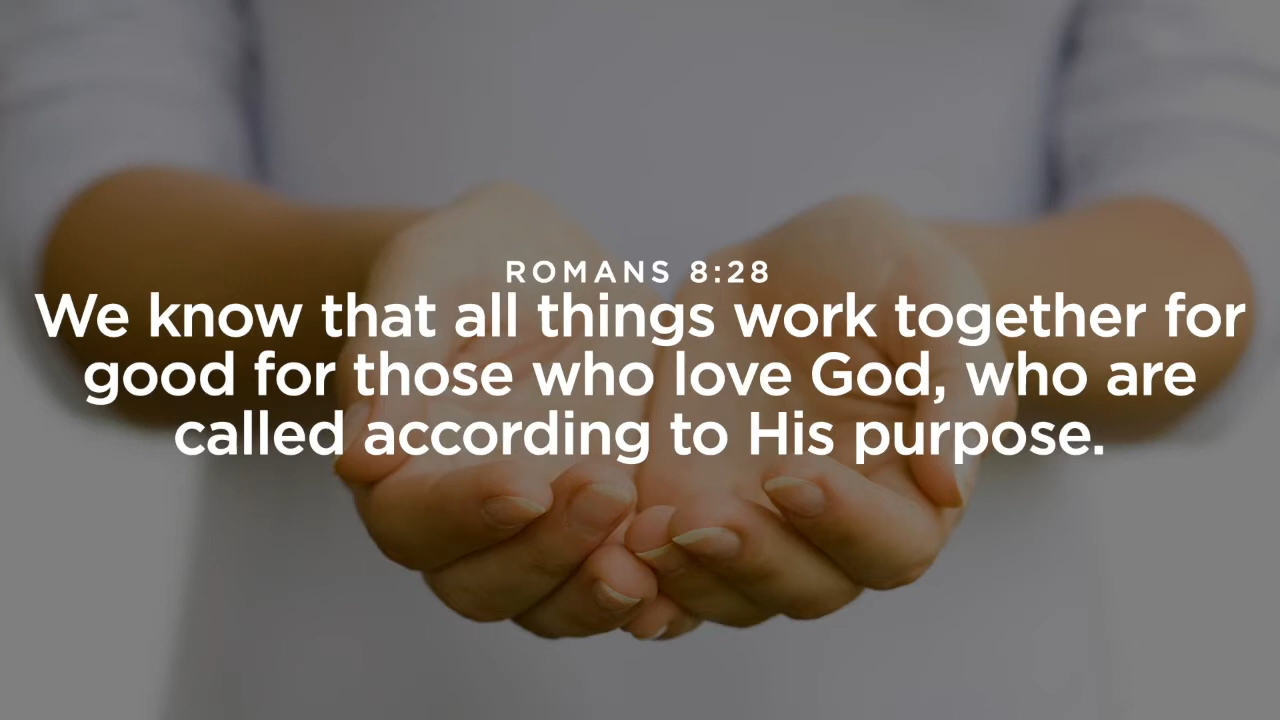 ROMANS 8:28
We know that all things work together for
good for those who love God, who are
called according to His purpose.